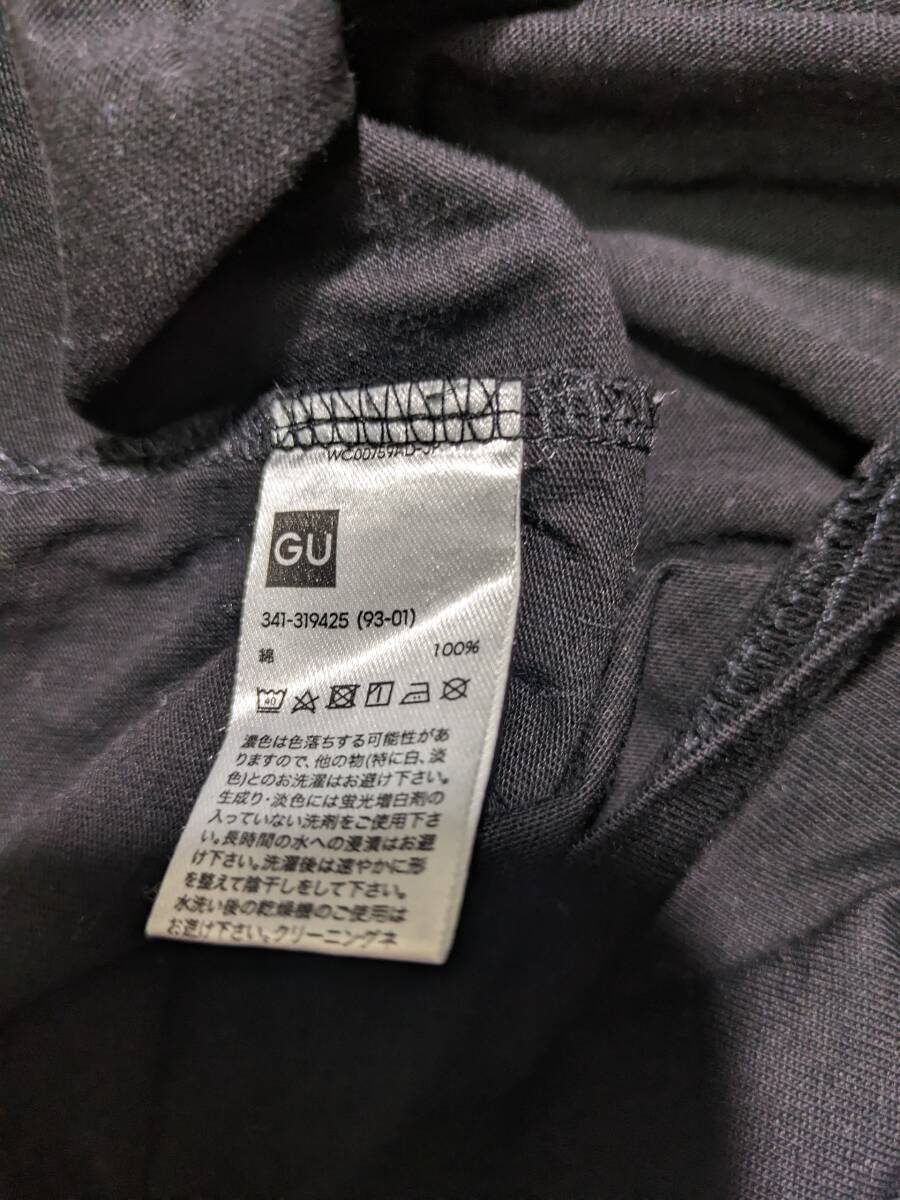 WC00759AD-JP
GU
341-319425 (93-01)
綿 100%
40
濃色は色落ちする可能性があ
りますので、他の物(特に白、淡
色)とのお洗濯はお避け下さい。
生成り・淡色には蛍光増白剤の
入っていない洗剤をご使用下さ
い。長時間の水への浸漬はお避
け下さい。洗濯後は速やかに形
を整えて陰干しをして下さい。
水洗い後の乾燥機のご使用は
お避け下さい。クリーニングネ